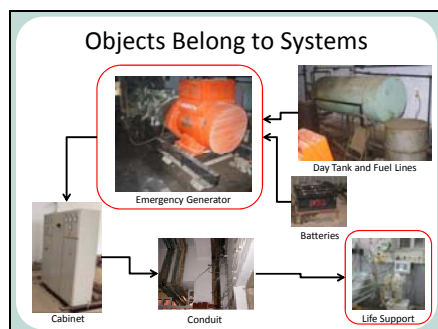 Objects Belong to Systems
Day Tank and Fuel Lines
Emergency Generator
Batteries
Cabinet
Conduit
Life Support